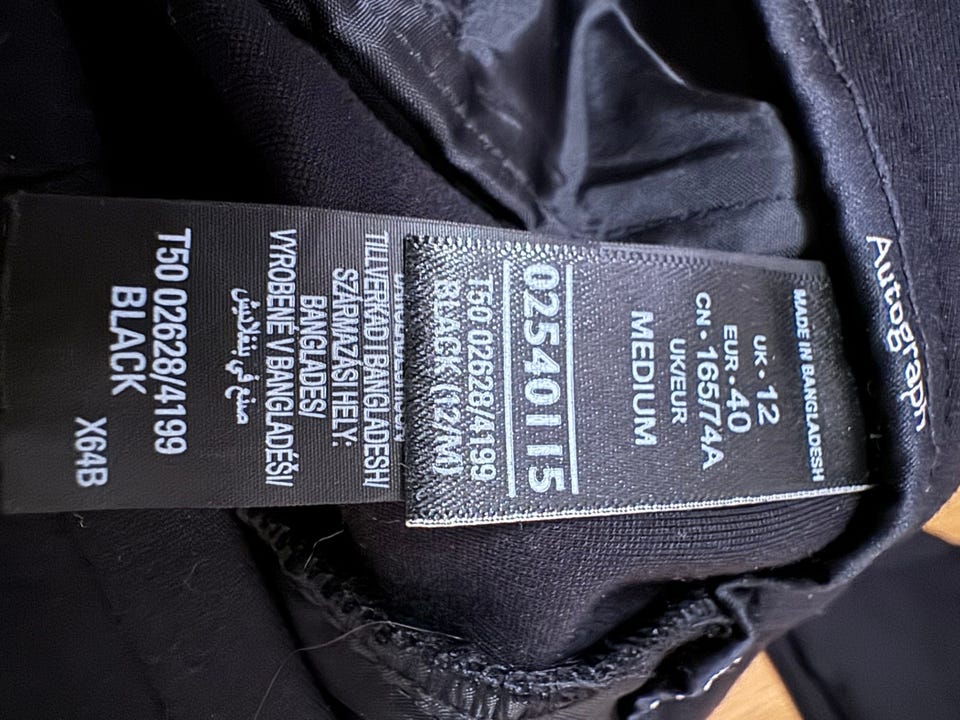 Autograph
MADE IN BANGLADESH
UK • 12
EUR • 40
CN • 165/74A
UK/EUR
MEDIUM
02540115
T50 02628/4199
BLACK (12/M)
TILLVERKAD BANGLADESH
SZÁRMAZÁSI HELY:
BANGLADES/
VYROBENÉ V BANGLADÉŠI
صنع في بنغلاديش
T50 02628/4199
BLACK
X64B